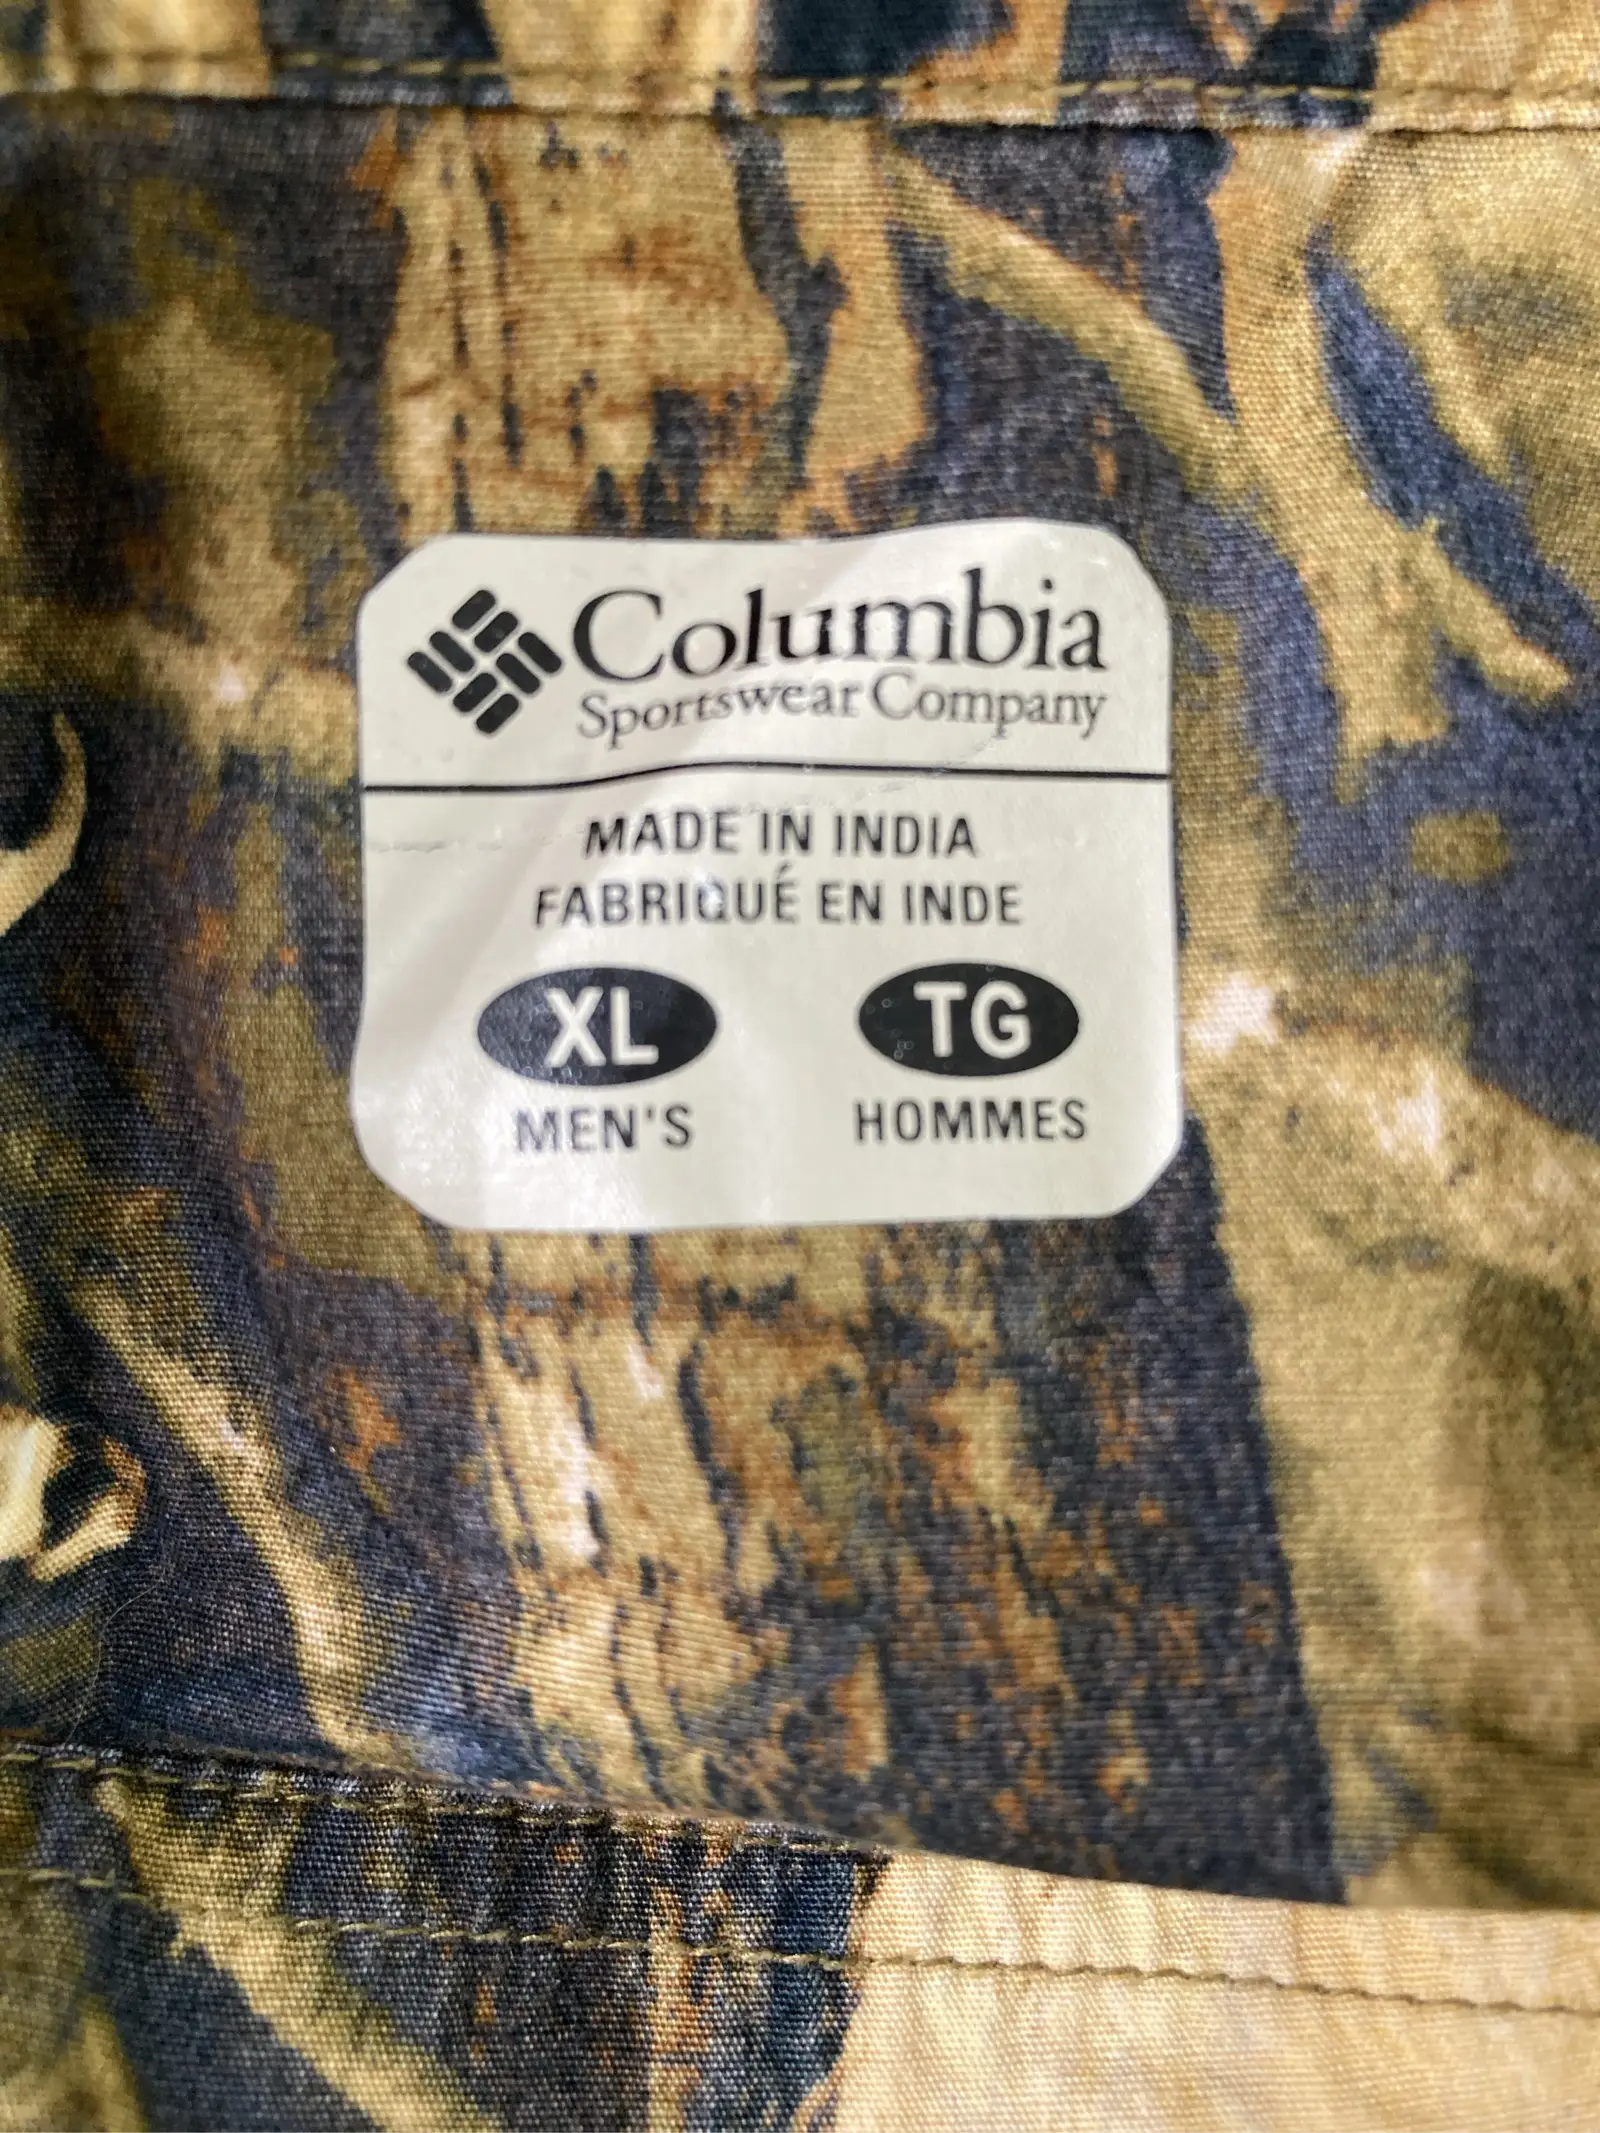 Columbia
Sportswear Company
MADE IN INDIA
FABRIQUÉ EN INDE
XL TG
MEN'S HOMMES